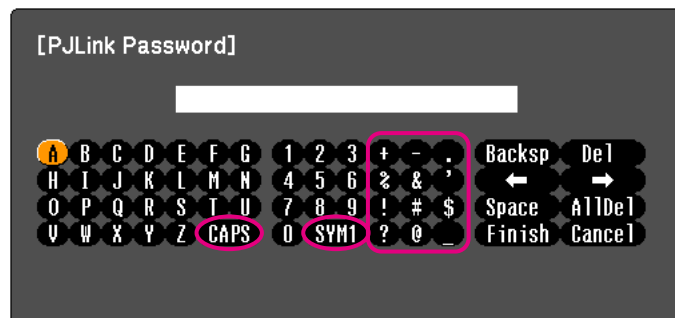 [PJLink Password]
A B C D E F G 1 2 3 + - . Backsp Del
H I J K L M N 4 5 6 % & ' ← →
O P Q R S T U 7 8 9 ! # $ Space AllDel
V W X Y Z CAPS 0 SYM1 ? @ _ Finish Cancel